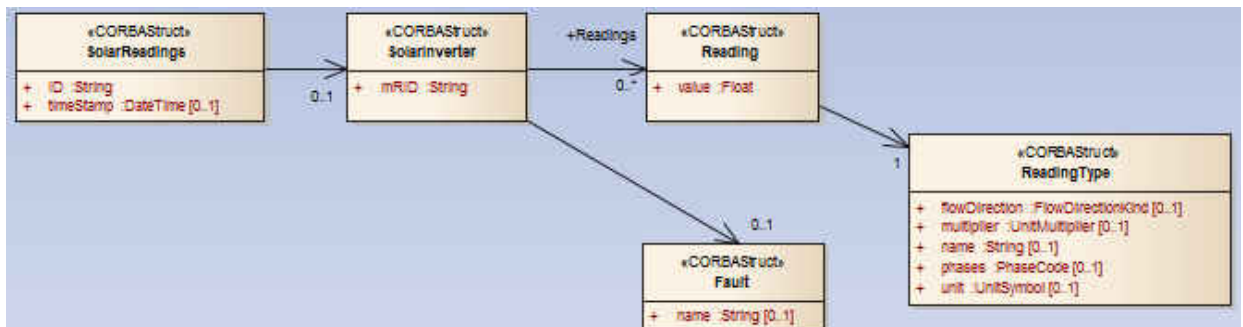 «CORBAStruct»
SolarReadings
+ ID :String
+ timeStamp :DateTime [0..1]
0..1
«CORBAStruct»
SolarInverter
+ mRID :String
+Readings
0..*
«CORBAStruct»
Reading
+ value :Float
1
«CORBAStruct»
ReadingType
+ flowDirection :FlowDirectionKind [0..1]
+ multiplier :UnitMultiplier [0..1]
+ name :String [0..1]
+ phases :PhaseCode [0..1]
+ unit :UnitSymbol [0..1]
0..1
«CORBAStruct»
Fault
+ name :String [0..1]